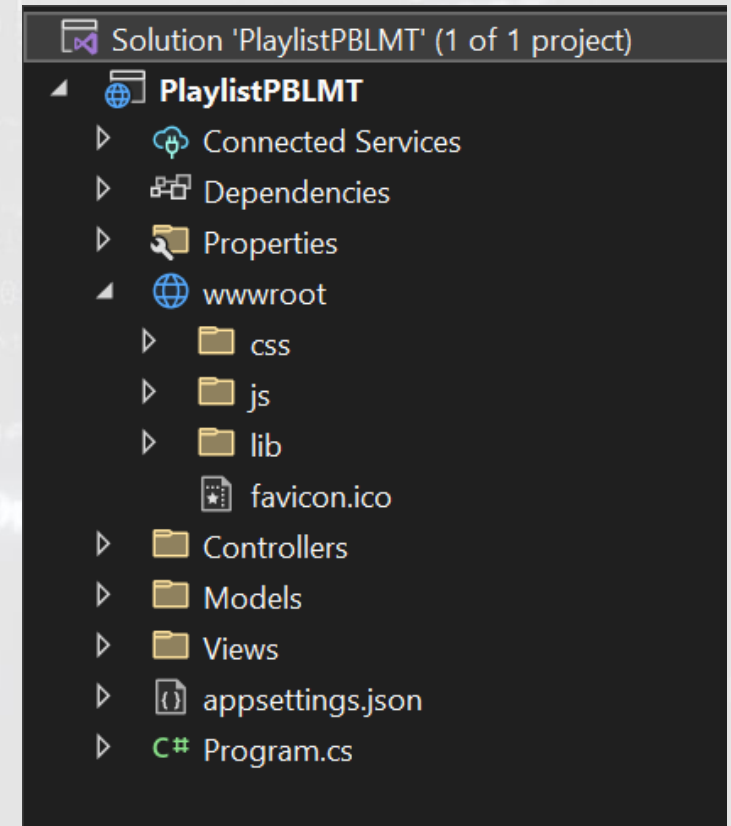 Solution 'PlaylistPBLMT' (1 of 1 project)
PlaylistPBLMT
Connected Services
Dependencies
Properties
wwwroot
css
js
lib
favicon.ico
Controllers
Models
Views
appsettings.json
C# Program.cs